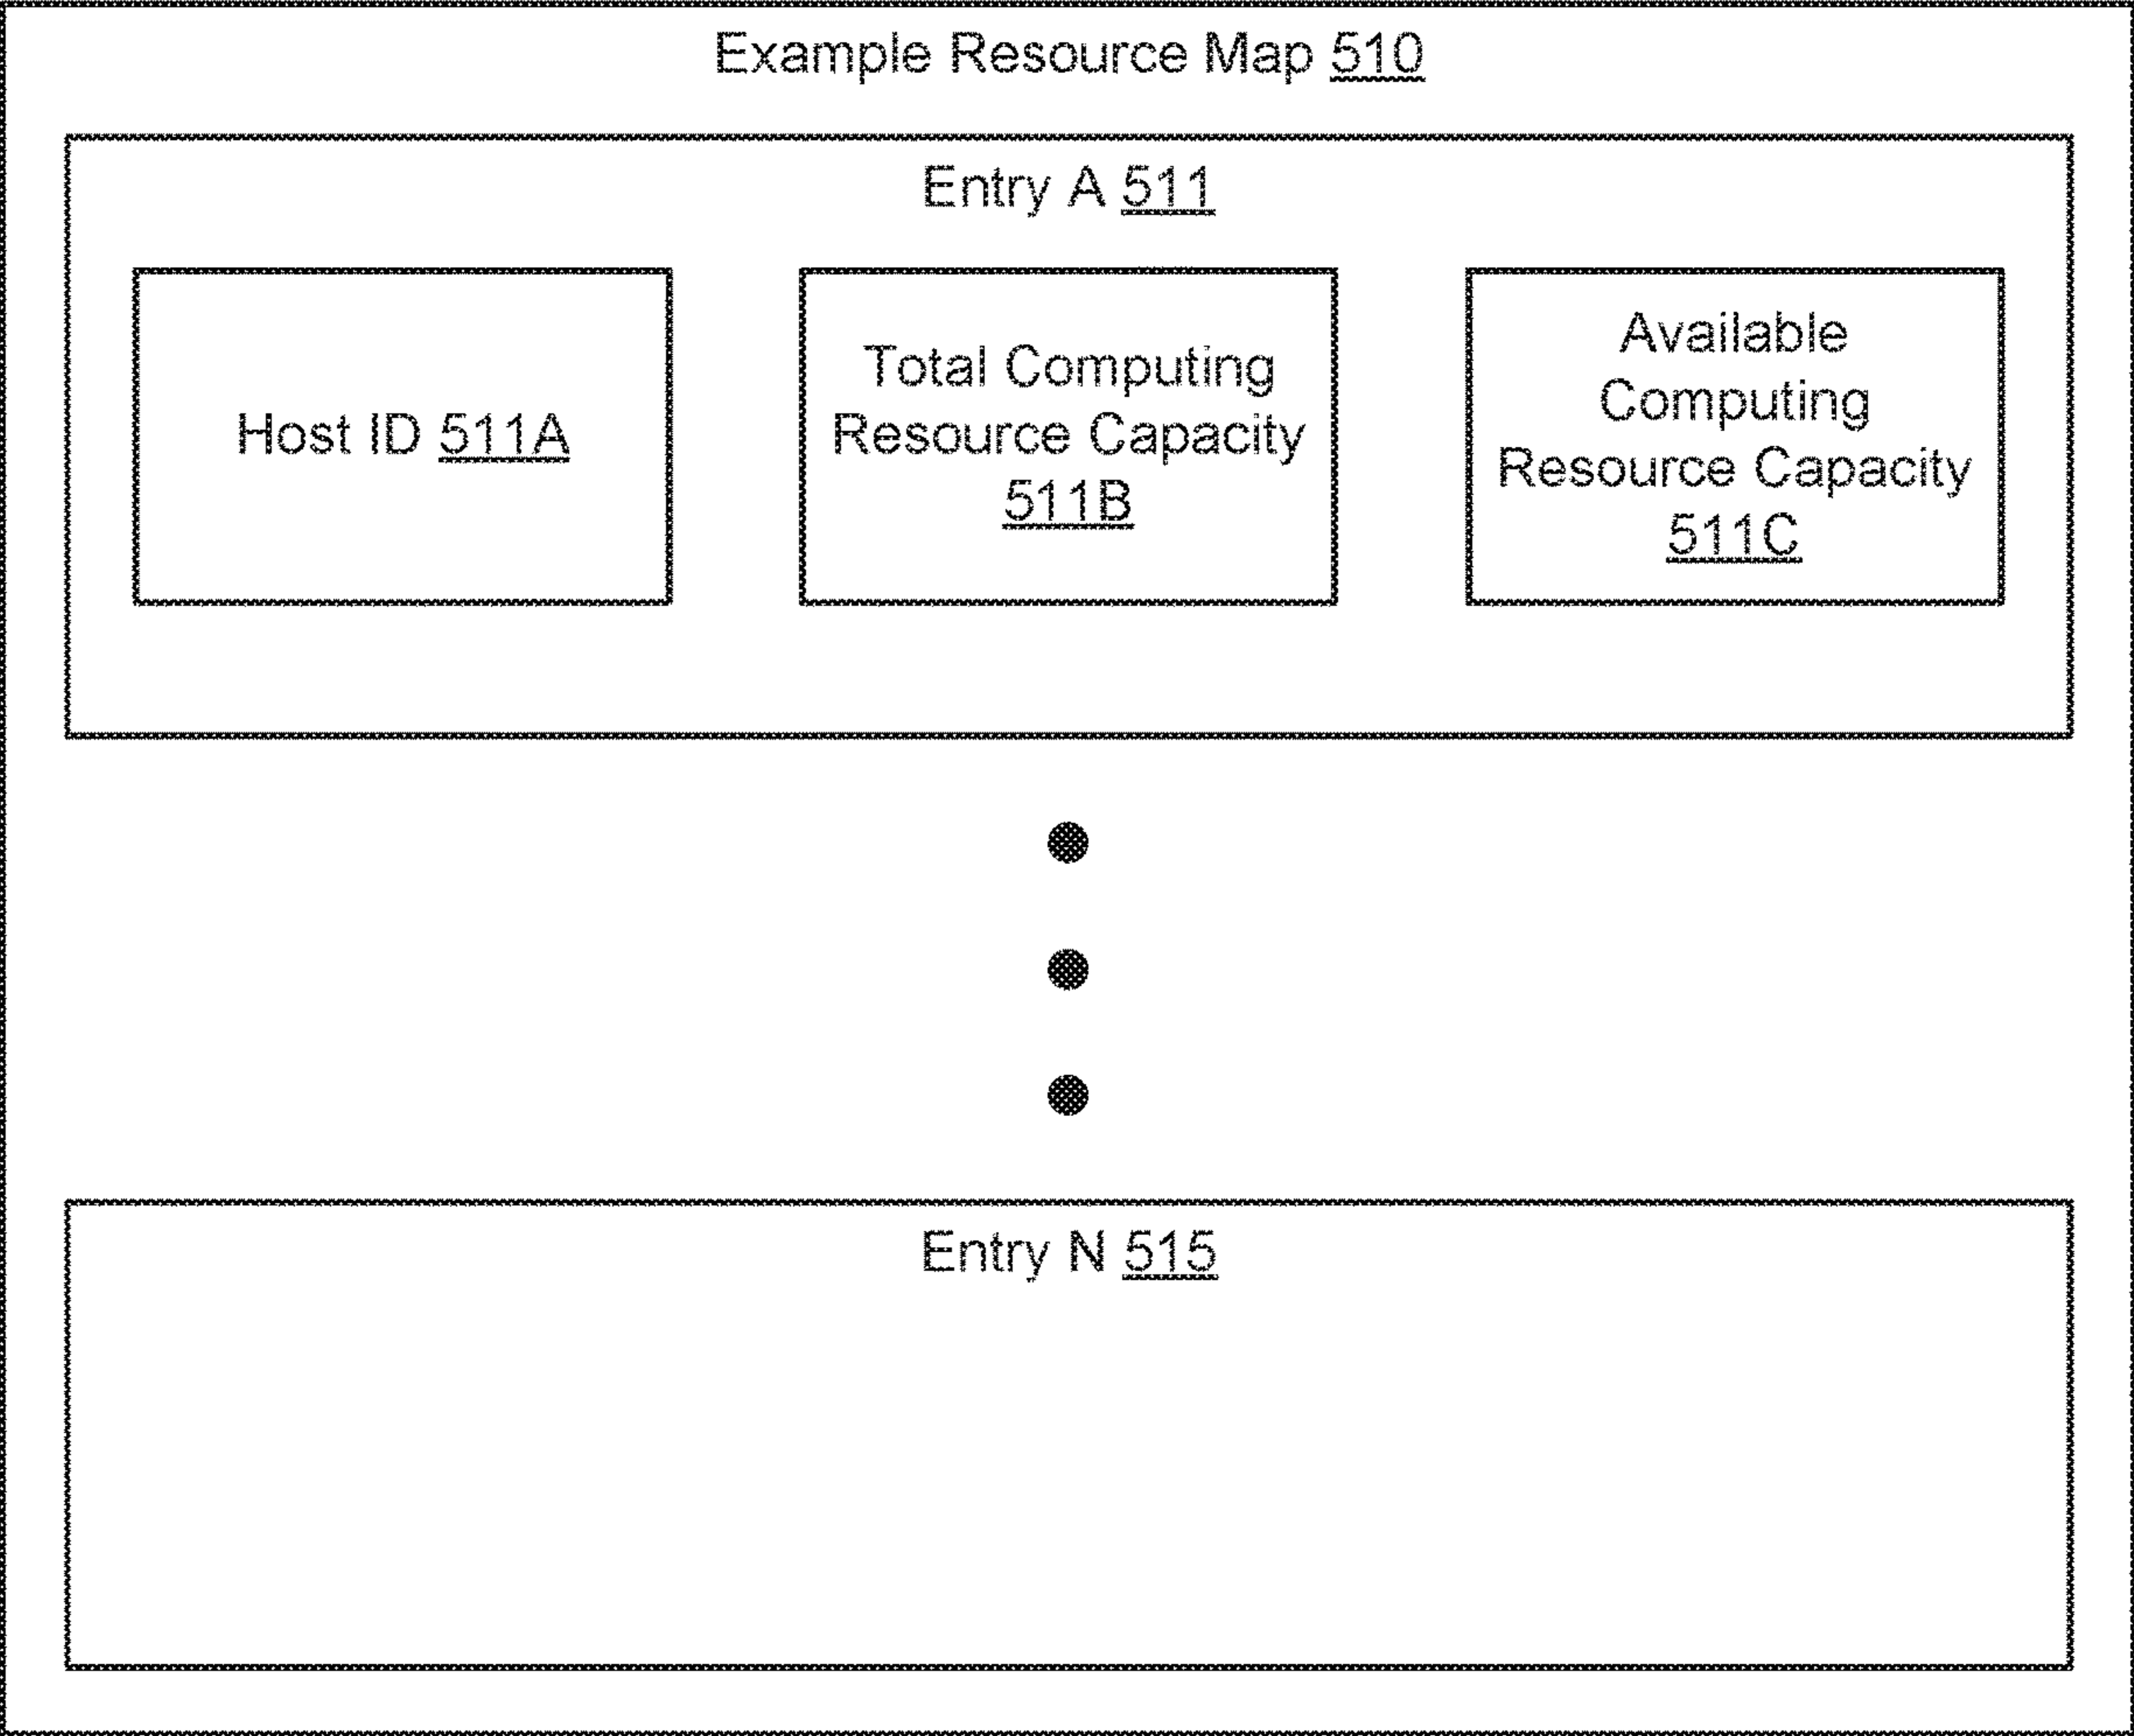 Example Resource Map 510
Entry A 511
Host ID 511A
Total Computing
Resource Capacity
511B
Available
Computing
Resource Capacity
511C
Entry N 515